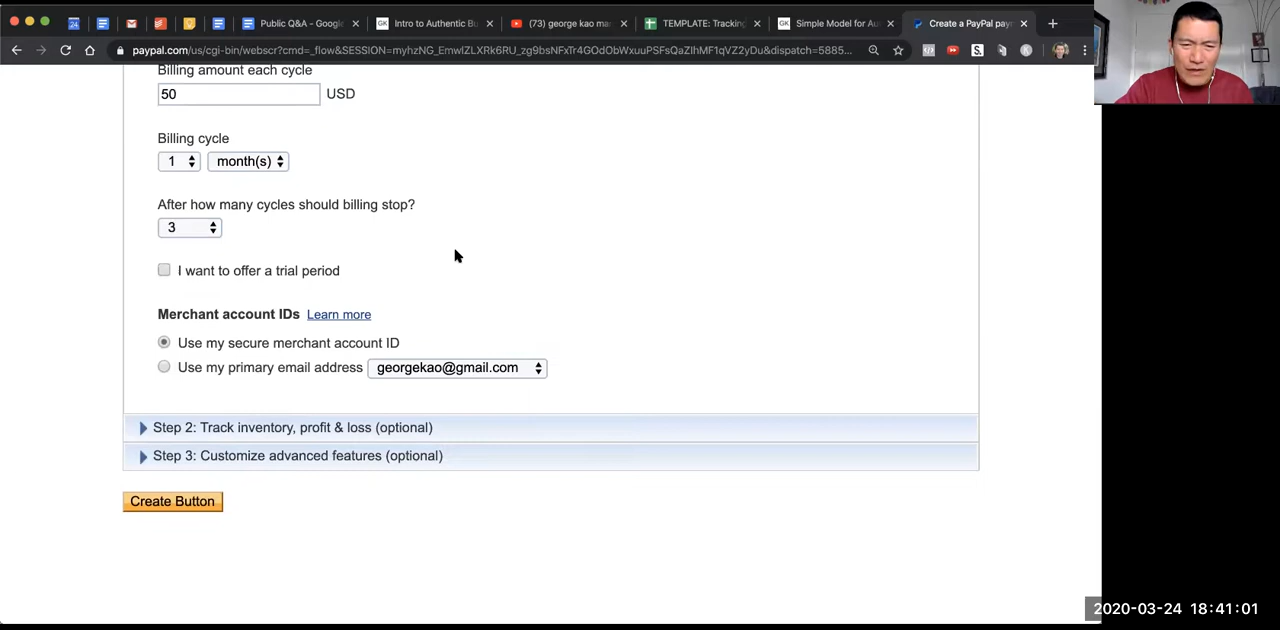 Public Q&A - Google
Intro to Authentic Bu
(73) george kao ma
TEMPLATE: Tracking
Simple Model for Au
Create a PayPal pay
paypal.com/us/cgi-bin/webscr?cmd=_flow&SESSION=
Billing amount each cycle
50 USD
Billing cycle
1 month(s)
After how many cycles should billing stop?
3
I want to offer a trial period
Merchant account IDs Learn more
Use my secure merchant account ID
Use my primary email address georgekao@gmail.com
Step 2: Track inventory, profit & loss (optional)
Step 3: Customize advanced features (optional)
Create Button
2020-03-24 18:41:01